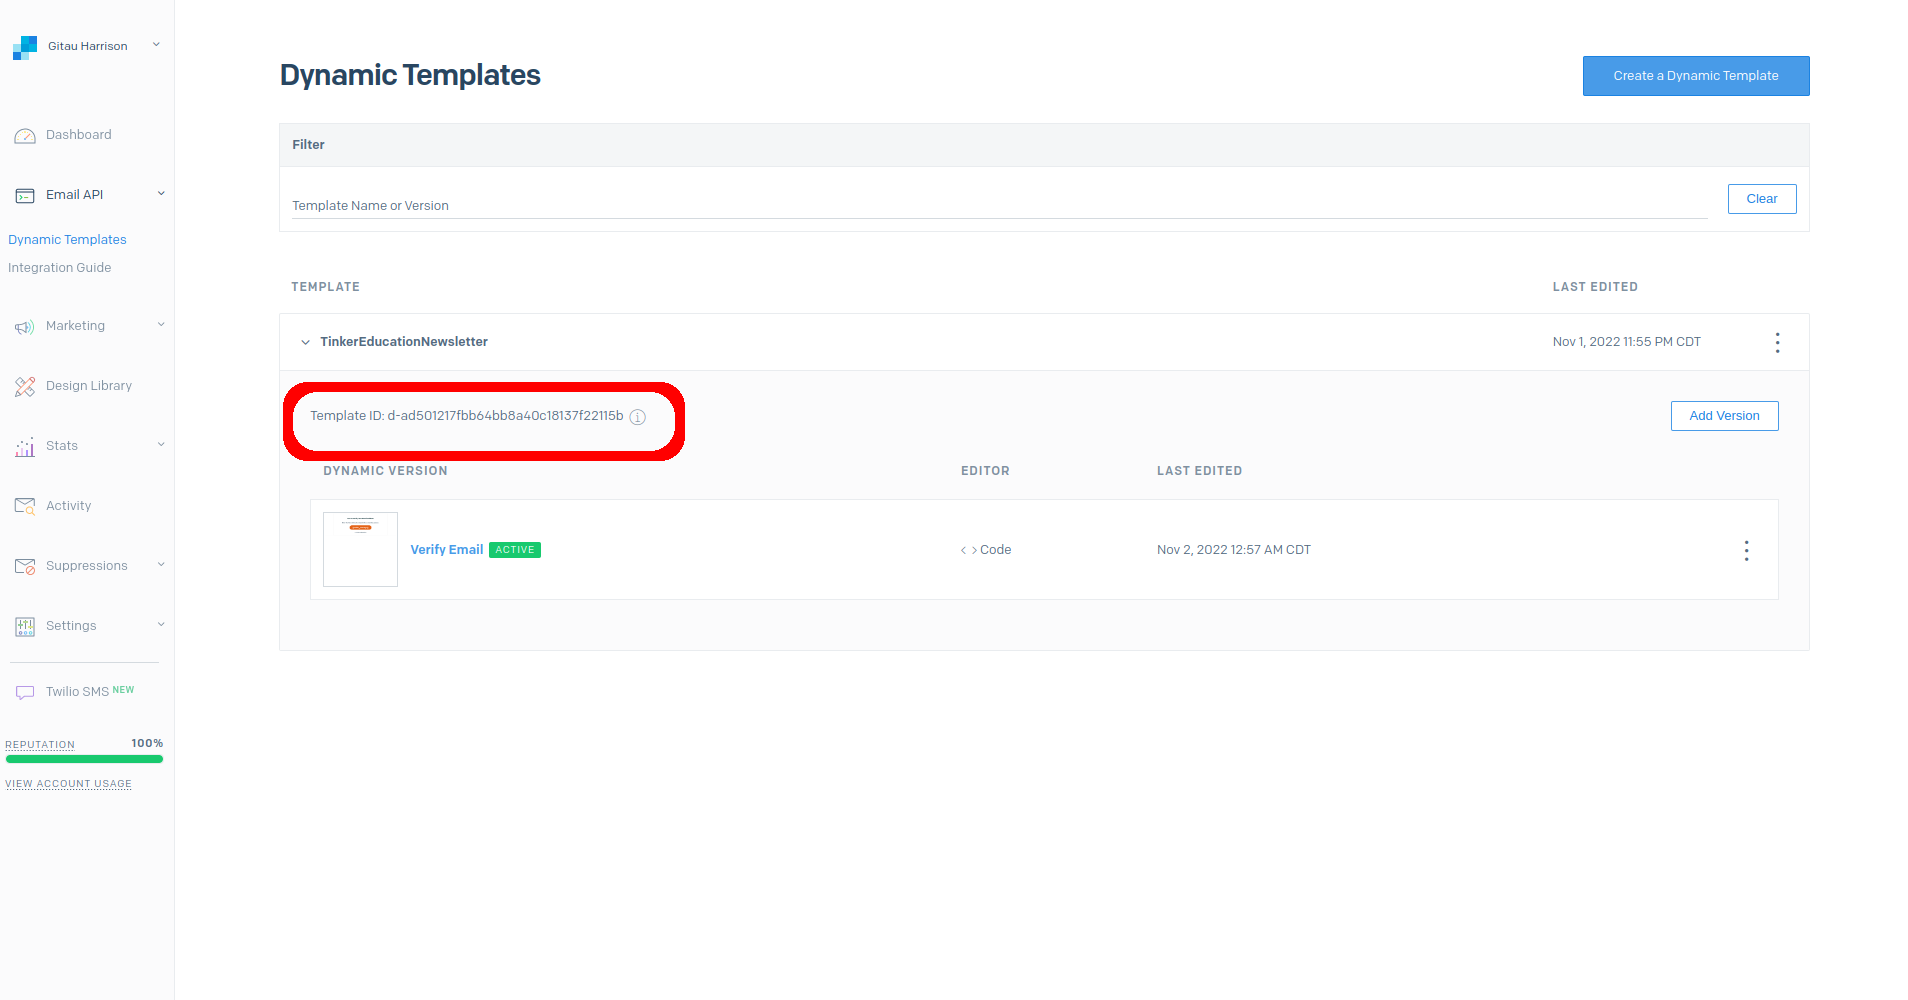 Gitau Harrison
Dashboard
Email API
Dynamic Templates
Integration Guide
Marketing
Design Library
Stats
Activity
Suppressions
Settings
Twilio SMS NEW
REPUTATION 100%
VIEW ACCOUNT USAGE
Dynamic Templates
Create a Dynamic Template
Filter
Template Name or Version
Clear
TEMPLATE LAST EDITED
TinkerEducationNewsletter Nov 1, 2022 11:55 PM CDT
Template ID: d-ad501217fbb64bb8a40c18137f22115b
Add Version
DYNAMIC VERSION EDITOR LAST EDITED
Verify Email ACTIVE <> Code Nov 2, 2022 12:57 AM CDT